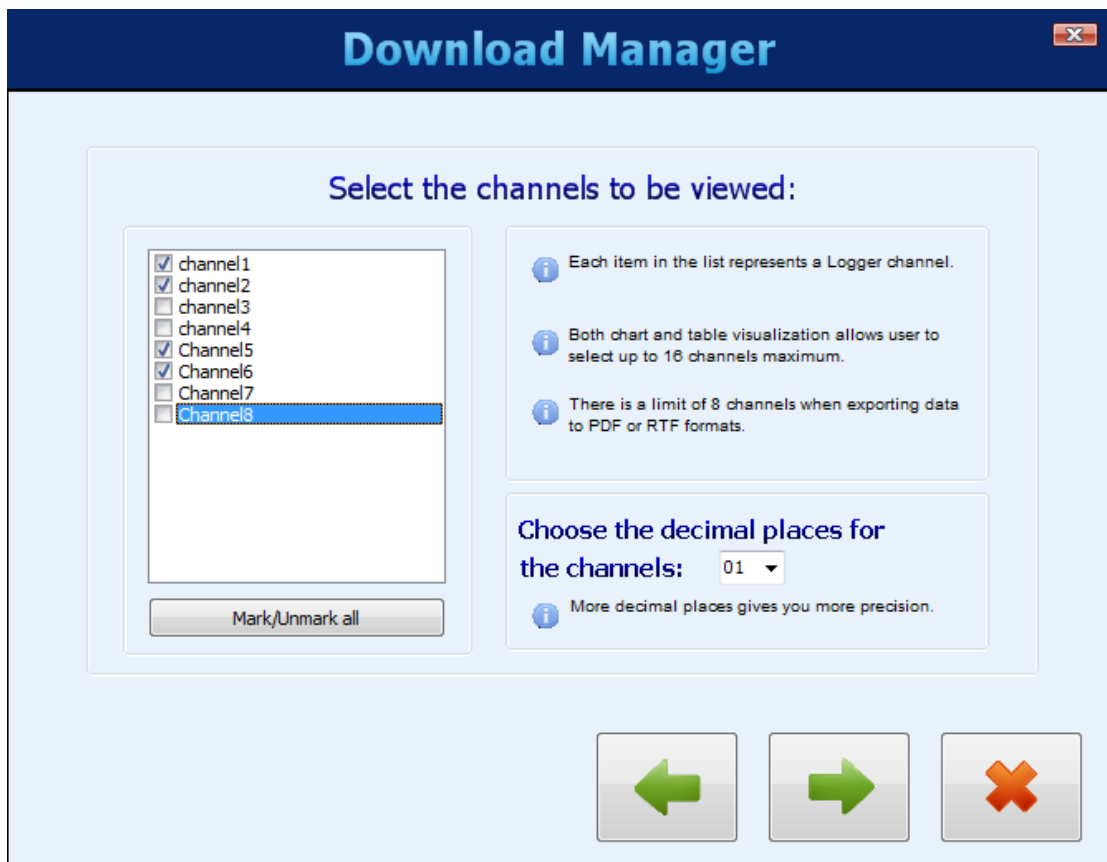 Download Manager
Select the channels to be viewed:
channel1
channel2
channel3
channel4
Channel5
Channel6
Channel7
Channel8
Mark/Unmark all
Each item in the list represents a Logger channel.
Both chart and table visualization allows user to
select up to 16 channels maximum.
There is a limit of 8 channels when exporting data
to PDF or RTF formats.
Choose the decimal places for
the channels: 01
More decimal places gives you more precision.